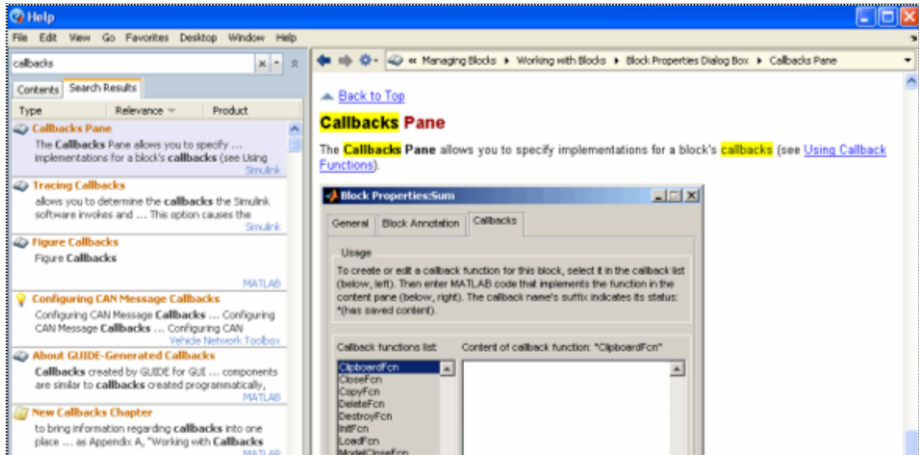 Help
File Edit View Go Favorites Desktop Window Help
callbacks
Contents Search Results
Type Relevance Product
Callbacks Pane
The Callbacks Pane allows you to specify ...
implementations for a block's callbacks (see Using
Simulink
Tracing Callbacks
allows you to determine the callbacks the Simulink
software invokes and ... This option causes the
Simulink
Figure Callbacks
Figure Callbacks
MATLAB
Configuring CAN Message Callbacks
Configuring CAN Message Callbacks ... Configuring
CAN Message Callbacks ... Configuring CAN
Vehicle Network Toolbox
About GUIDE-Generated Callbacks
Callbacks created by GUIDE for GUI ... components
are similar to callbacks created programmatically,
MATLAB
New Callbacks Chapter
to bring information regarding callbacks into one
place ... as Appendix A, "Working with Callbacks
MATLAB
« Managing Blocks ▸ Working with Blocks ▸ Block Properties Dialog Box ▸ Callbacks Pane
Back to Top
Callbacks Pane
The Callbacks Pane allows you to specify implementations for a block's callbacks (see Using Callback
Functions).
Block Properties:Sum
General Block Annotation Callbacks
Usage
To create or edit a callback function for this block, select it in the callback list
(below, left). Then enter MATLAB code that implements the function in the
content pane (below, right). The callback name's suffix indicates its status:
*(has saved content).
Callback functions list: Content of callback function: "ClipboardFcn"
ClipboardFcn
CloseFcn
CopyFcn
DeleteFcn
DestroyFcn
InitFcn
LoadFcn
ModelCloseFcn